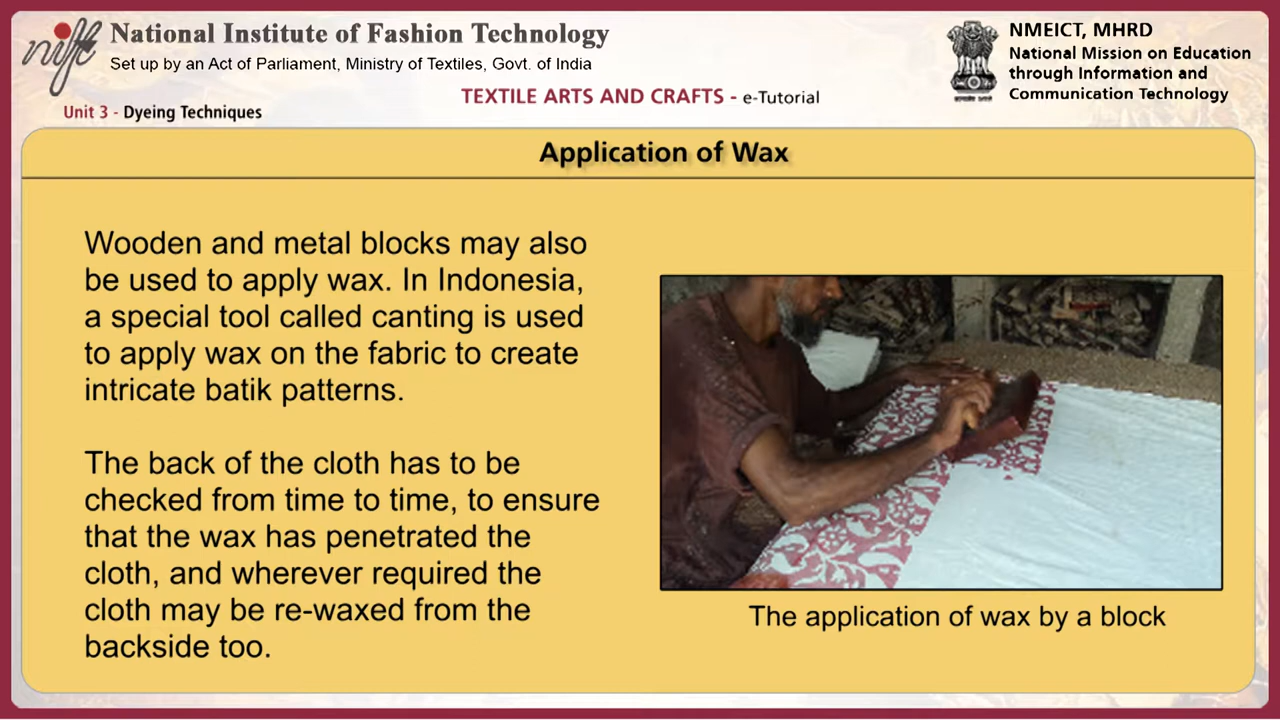 nift
National Institute of Fashion Technology
Set up by an Act of Parliament, Ministry of Textiles, Govt. of India
NMEICT, MHRD
National Mission on Education
through Information and
Communication Technology
TEXTILE ARTS AND CRAFTS - e-Tutorial
Unit 3 - Dyeing Techniques
Application of Wax
Wooden and metal blocks may also
be used to apply wax. In Indonesia,
a special tool called canting is used
to apply wax on the fabric to create
intricate batik patterns.
The back of the cloth has to be
checked from time to time, to ensure
that the wax has penetrated the
cloth, and wherever required the
cloth may be re-waxed from the
backside too.
The application of wax by a block